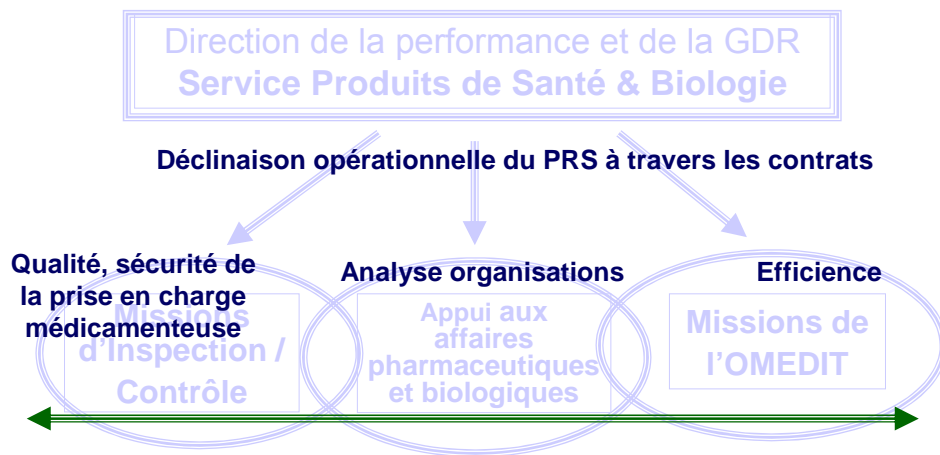 Direction de la performance et de la GDR
Service Produits de Santé & Biologie
Déclinaison opérationnelle du PRS à travers les contrats
Qualité, sécurité de
la prise en charge
médicamenteuse
Analyse organisations
Efficience
Missions
d'Inspection /
Contrôle
Appui aux
affaires
pharmaceutiques
et biologiques
Missions de
l'OMEDIT